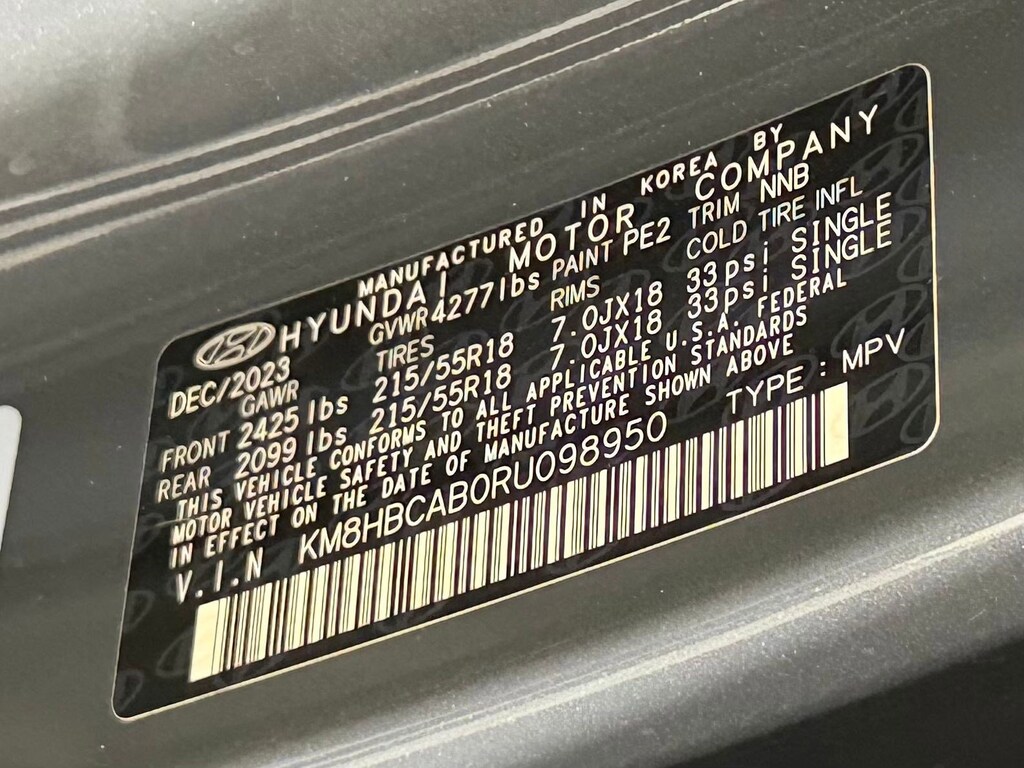 MANUFACTURED IN KOREA BY
HYUNDAI MOTOR COMPANY
DEC/2023 GVWR 4277lbs PAINT PE2 TRIM NNB
GAWR TIRES RIMS COLD TIRE INFL
FRONT 2425 lbs 215/55R18 7.0JX18 33psi SINGLE
REAR 2099 lbs 215/55R18 7.0JX18 33psi SINGLE
THIS VEHICLE CONFORMS TO ALL APPLICABLE U.S.A. FEDERAL
MOTOR VEHICLE SAFETY AND THEFT PREVENTION STANDARDS
IN EFFECT ON THE DATE OF MANUFACTURE SHOWN ABOVE
V.I.N KM8HBCAB0RU098950 TYPE : MPV